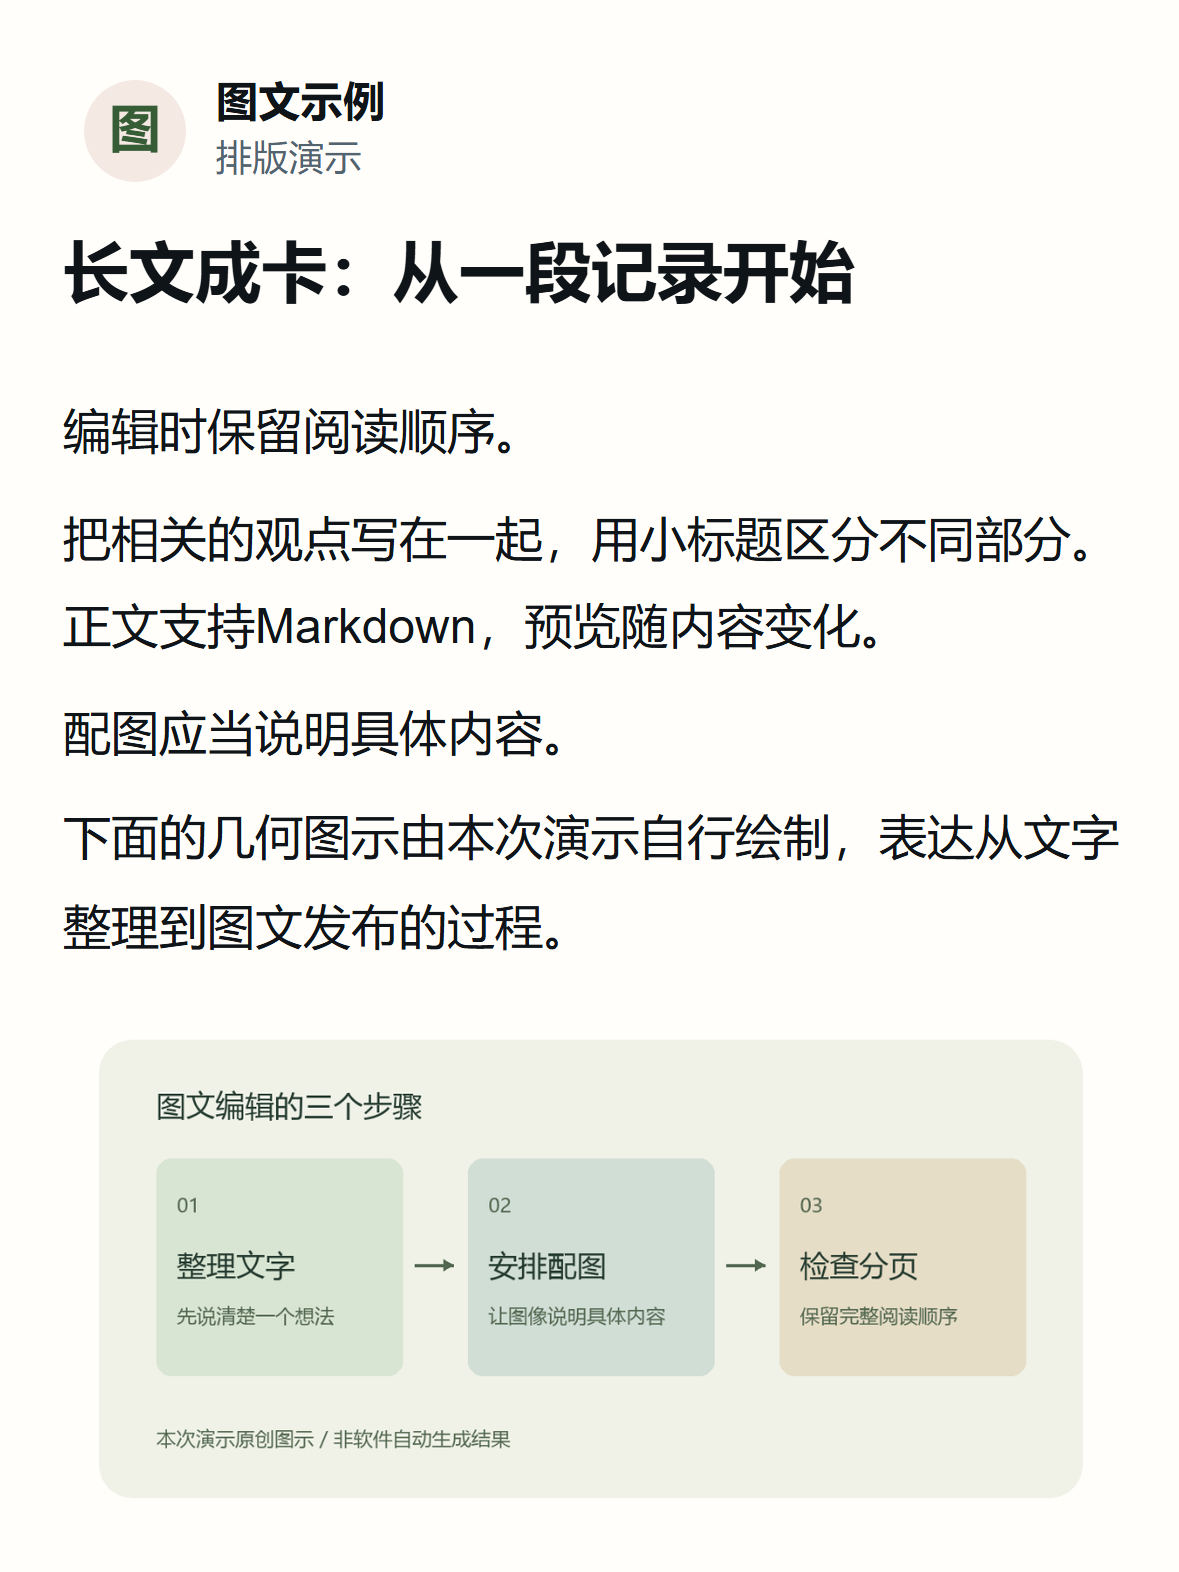 图
图文示例
排版演示
长文成卡：从一段记录开始
编辑时保留阅读顺序。
把相关的观点写在一起，用小标题区分不同部分。
正文支持Markdown，预览随内容变化。
配图应当说明具体内容。
下面的几何图示由本次演示自行绘制，表达从文字
整理到图文发布的过程。
图文编辑的三个步骤
01
整理文字
先说清楚一个想法
02
安排配图
让图像说明具体内容
03
检查分页
保留完整阅读顺序
本次演示原创图示 / 非软件自动生成结果